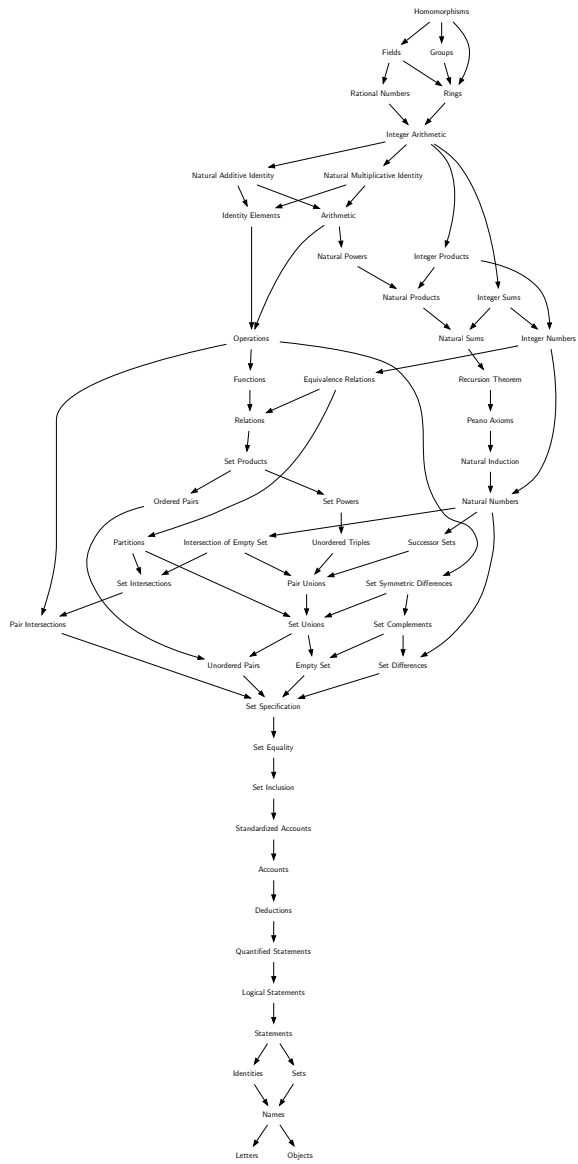 Homomorphisms
Fields
Groups
Rational Numbers
Rings
Integer Arithmetic
Natural Additive Identity
Natural Multiplicative Identity
Identity Elements
Arithmetic
Natural Powers
Integer Products
Natural Products
Integer Sums
Operations
Natural Sums
Integer Numbers
Functions
Equivalence Relations
Recursion Theorem
Relations
Peano Axioms
Set Products
Natural Induction
Ordered Pairs
Set Powers
Natural Numbers
Partitions
Intersection of Empty Set
Unordered Triples
Successor Sets
Set Intersections
Pair Unions
Set Symmetric Differences
Pair Intersections
Set Unions
Set Complements
Unordered Pairs
Empty Set
Set Differences
Set Specification
Set Equality
Set Inclusion
Standardized Accounts
Accounts
Deductions
Quantified Statements
Logical Statements
Statements
Identities
Sets
Names
Letters
Objects